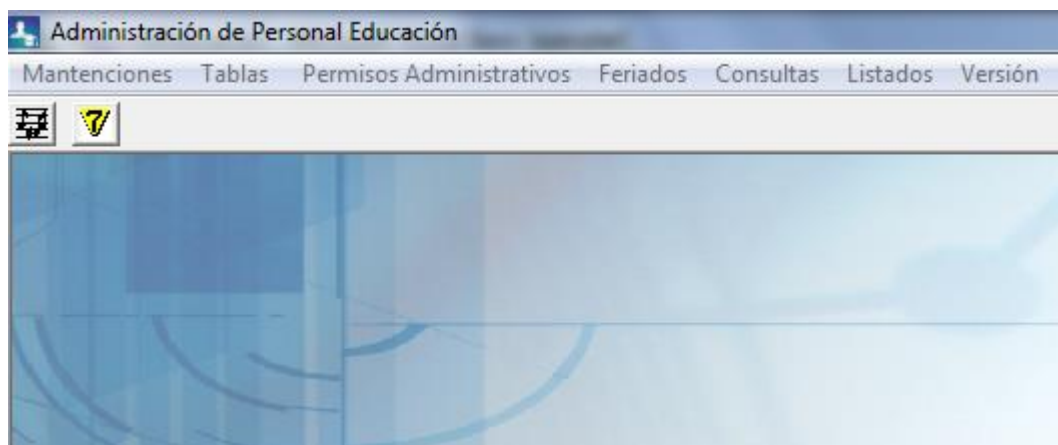 Administración de Personal Educación
Mantenciones Tablas Permisos Administrativos Feriados Consultas Listados Versión
?